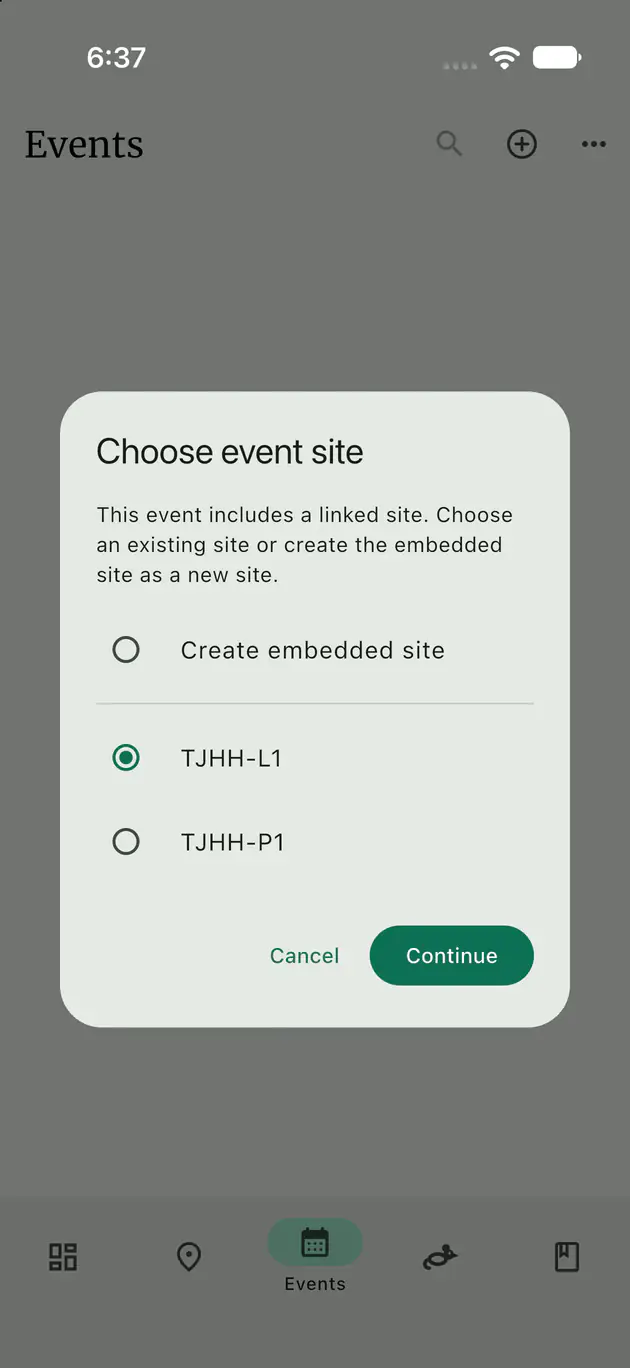 6:37
Events
Choose event site
This event includes a linked site. Choose
an existing site or create the embedded
site as a new site.
Create embedded site
TJHH-L1
TJHH-P1
Cancel
Continue
Events